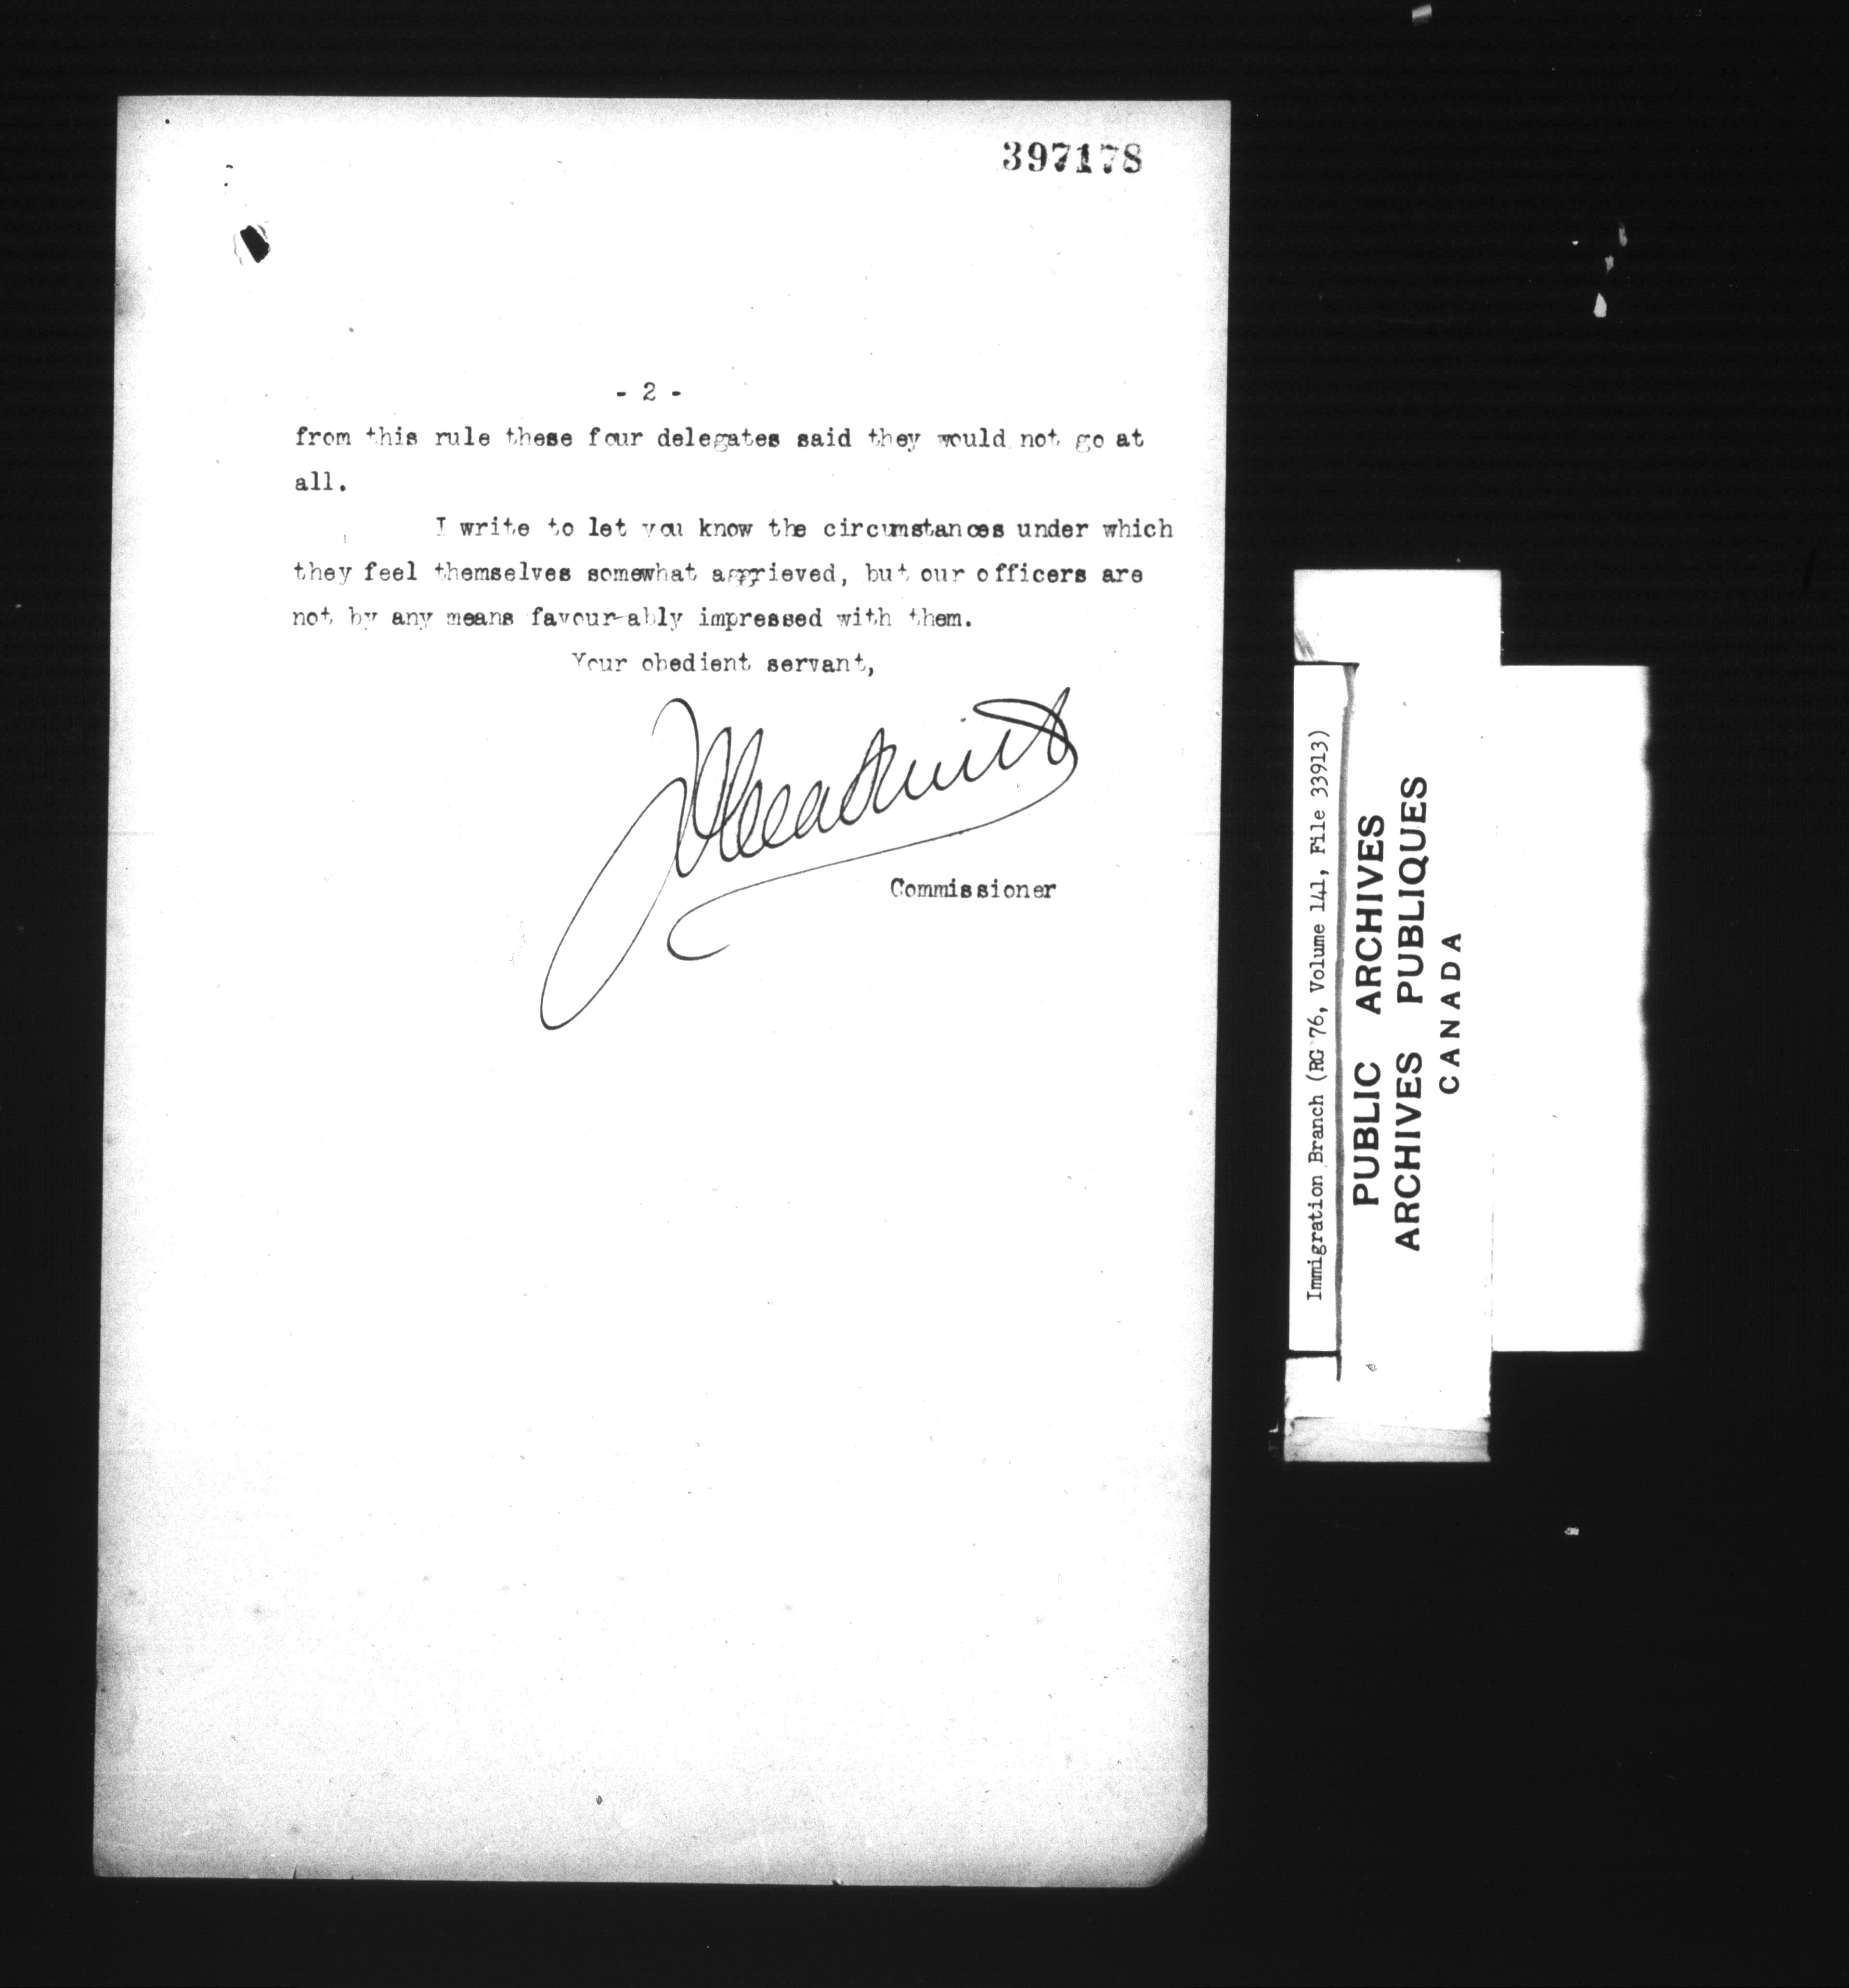 397178
- 2 -
from this rule these four delegates said they would not go at
all.
I write to let you know the circumstances under which
they feel themselves somewhat aggrieved, but our officers are
not by any means favour-ably impressed with them.
Your obedient servant,
Commissioner
Immigration Branch (RG 76, Volume 141, File 33913)
PUBLIC ARCHIVES
ARCHIVES PUBLIQUES
CANADA